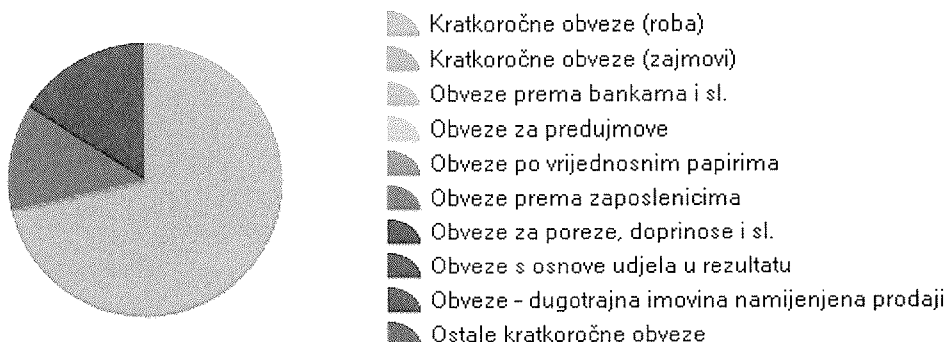 Kratkoročne obveze (roba)
Kratkoročne obveze (zajmovi)
Obveze prema bankama i sl.
Obveze za predujmove
Obveze po vrijednosnim papirima
Obveze prema zaposlenicima
Obveze za poreze, doprinose i sl.
Obveze s osnove udjela u rezultatu
Obveze - dugotrajna imovina namijenjena prodaji
Ostale kratkoročne obveze